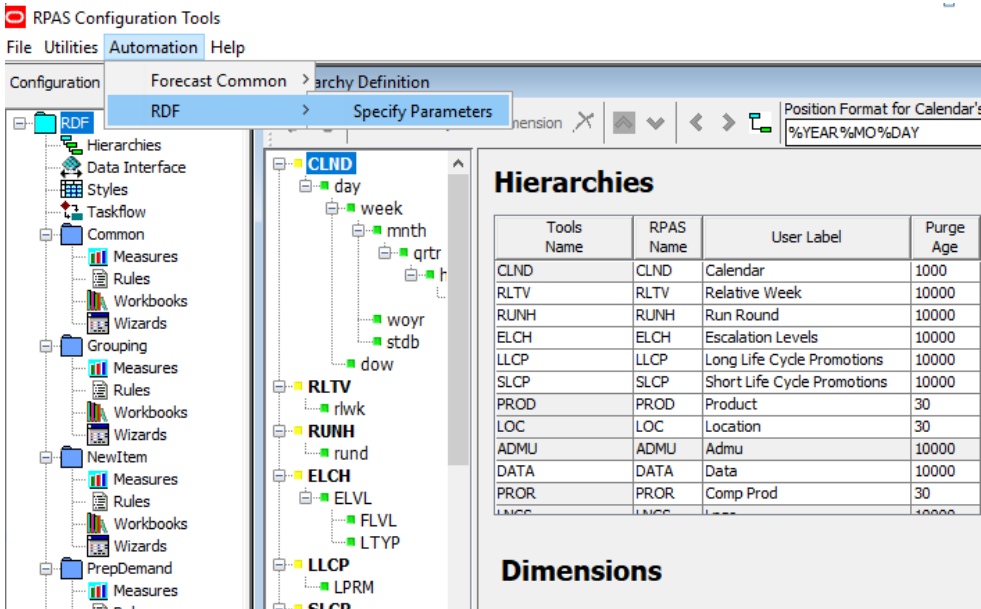 RPAS Configuration Tools
File Utilities Automation Help
Forecast Common
RDF
Specify Parameters
Configuration
RDF
Hierarchies
Data Interface
Styles
Taskflow
Common
Measures
Rules
Workbooks
Wizards
Grouping
Measures
Rules
Workbooks
Wizards
NewItem
Measures
Rules
Workbooks
Wizards
PrepDemand
Measures
archy Definition
mension
Position Format for Calendar's
%YEAR%MO%DAY
CLND
day
week
mnth
qrtr
h
woyr
stdb
dow
RLTV
rlwk
RUNH
rund
ELCH
ELVL
FLVL
LTYP
LLCP
LPRM
SLCP
Hierarchies
Tools Name RPAS Name User Label Purge Age
CLND CLND Calendar 1000
RLTV RLTV Relative Week 10000
RUNH RUNH Run Round 10000
ELCH ELCH Escalation Levels 10000
LLCP LLCP Long Life Cycle Promotions 10000
SLCP SLCP Short Life Cycle Promotions 10000
PROD PROD Product 30
LOC LOC Location 30
ADMU ADMU Admu 10000
DATA DATA Data 10000
PROR PROR Comp Prod 30
Dimensions